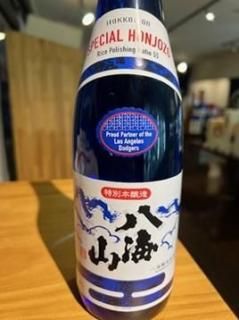 HOKKAISAN
SPECIAL HONJOZO
Rice Polishing Ratio 55
Proud Partner of the
Los Angeles
Dodgers
特別本醸造
八海山